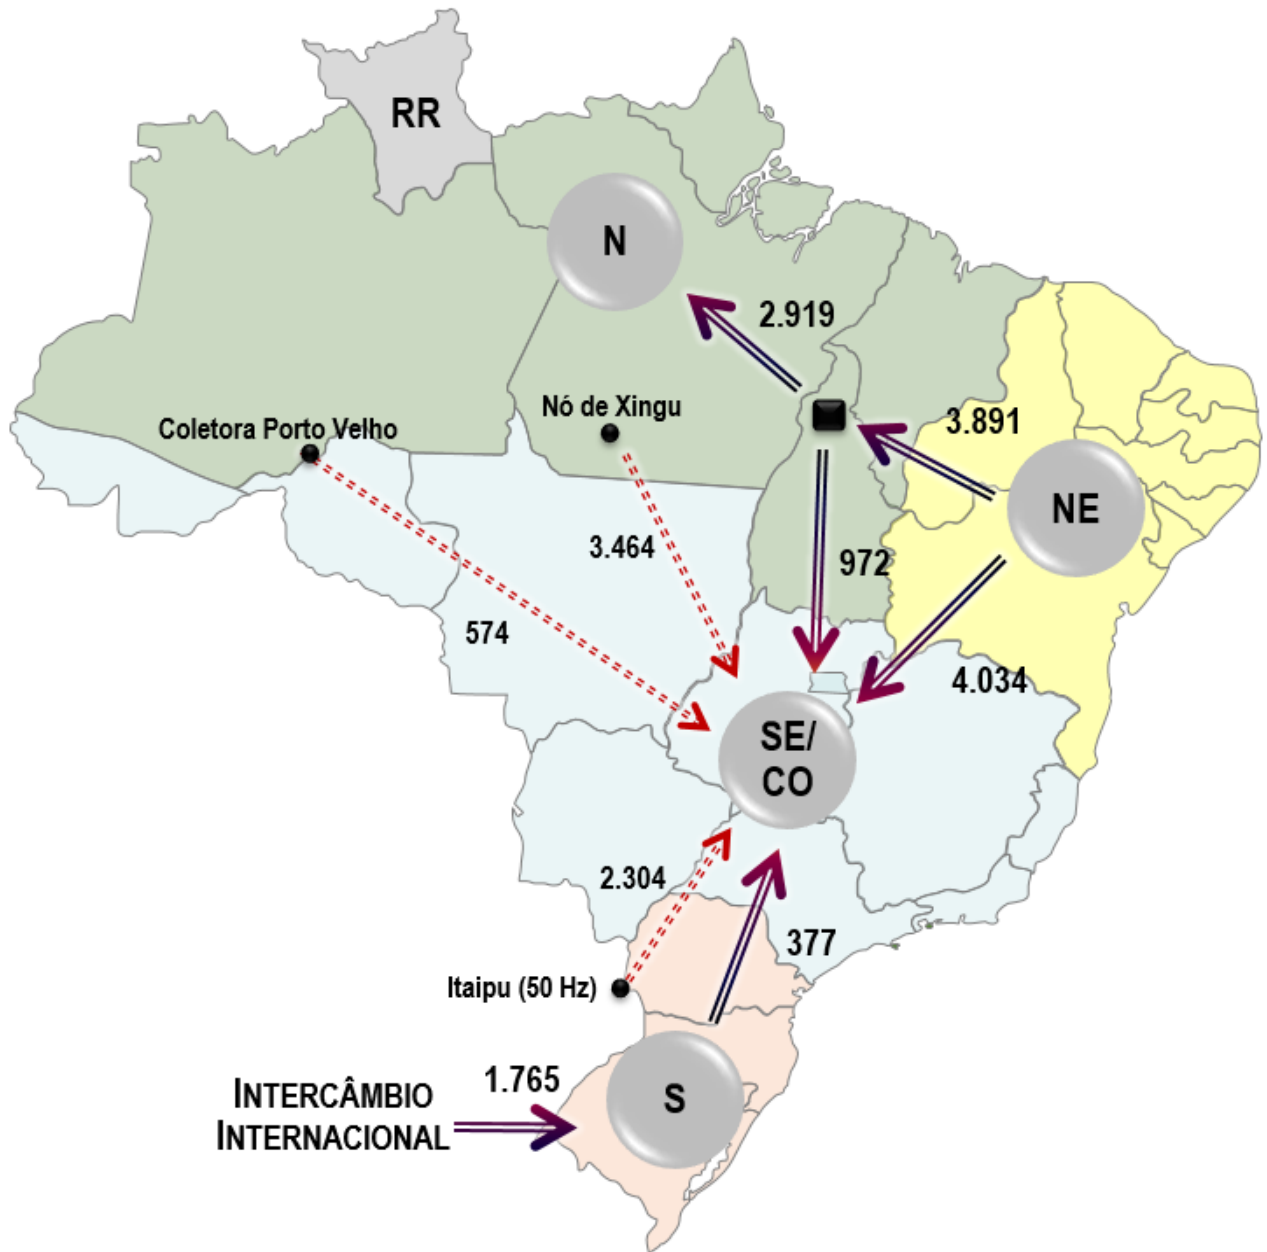 RR
N
2.919
Nó de Xingu
Coletora Porto Velho
3.891
NE
3.464
972
574
4.034
SE/
CO
2.304
377
Itaipu (50 Hz)
1.765
INTERCÂMBIO
INTERNACIONAL
S